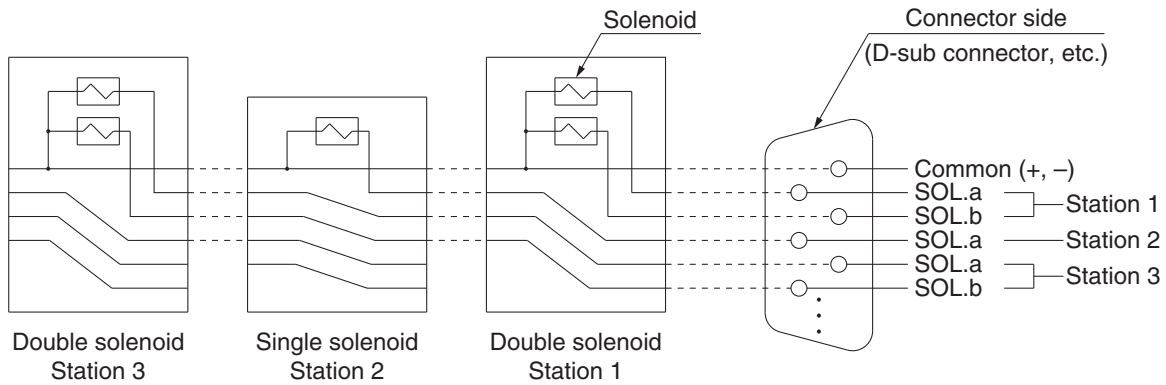 Solenoid
Connector side
(D-sub connector, etc.)
Common (+, –)
SOL.a
SOL.b
Station 1
SOL.a
Station 2
SOL.a
SOL.b
Station 3
Double solenoid
Station 3
Single solenoid
Station 2
Double solenoid
Station 1